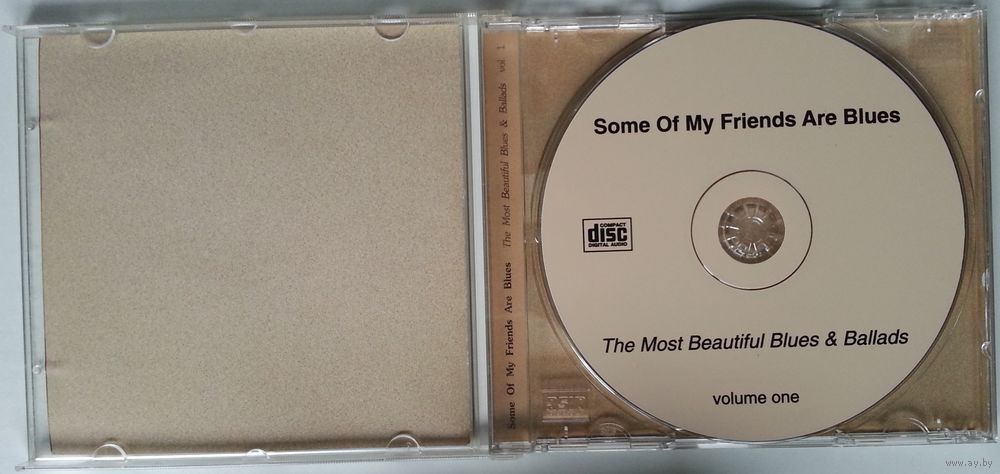 Some Of My Friends Are Blues The Most Beautiful Blues & Ballads vol 1
Some Of My Friends Are Blues
COMPACT
disc
DIGITAL AUDIO
The Most Beautiful Blues & Ballads
volume one
www.ay.by